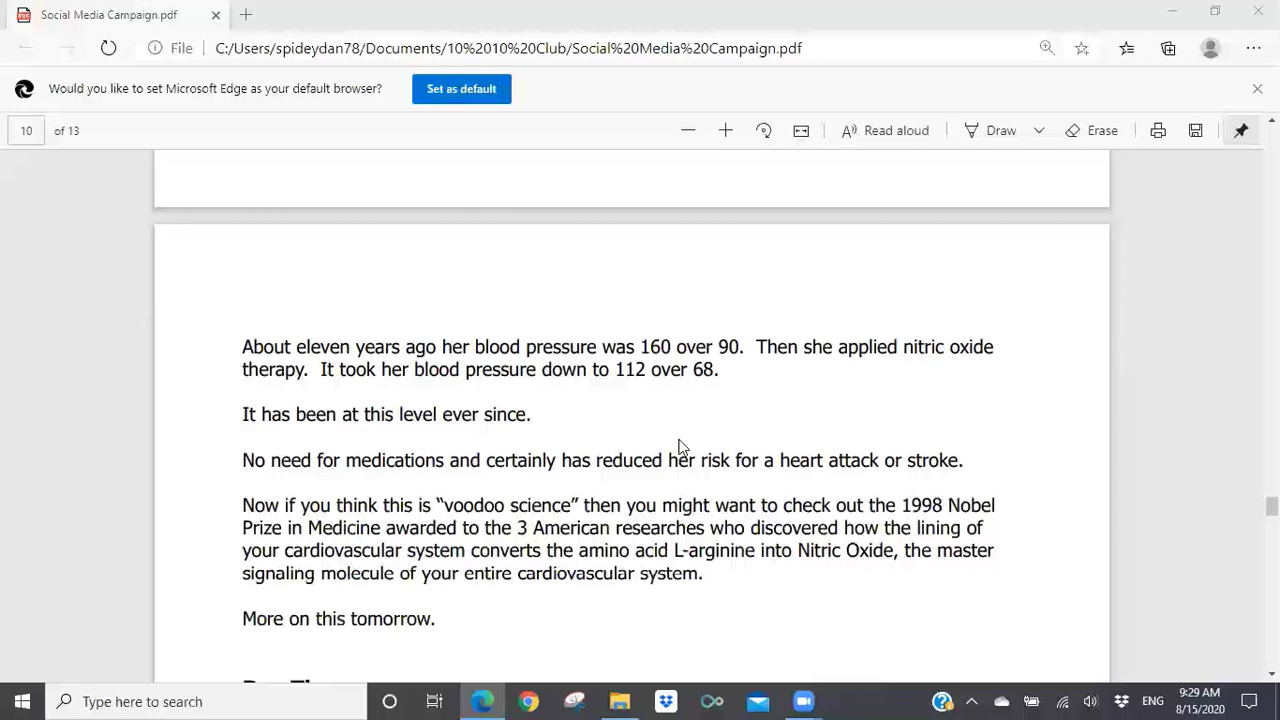 Social Media Campaign.pdf
File C:/Users/spideydan78/Documents/10%2010%20Club/Social%20Media%20Campaign.pdf
Would you like to set Microsoft Edge as your default browser? Set as default
10 of 13 Read aloud Draw Erase
About eleven years ago her blood pressure was 160 over 90. Then she applied nitric oxide
therapy. It took her blood pressure down to 112 over 68.
It has been at this level ever since.
No need for medications and certainly has reduced her risk for a heart attack or stroke.
Now if you think this is “voodoo science” then you might want to check out the 1998 Nobel
Prize in Medicine awarded to the 3 American researches who discovered how the lining of
your cardiovascular system converts the amino acid L-arginine into Nitric Oxide, the master
signaling molecule of your entire cardiovascular system.
More on this tomorrow.
Type here to search
ENG
9:29 AM
8/15/2020